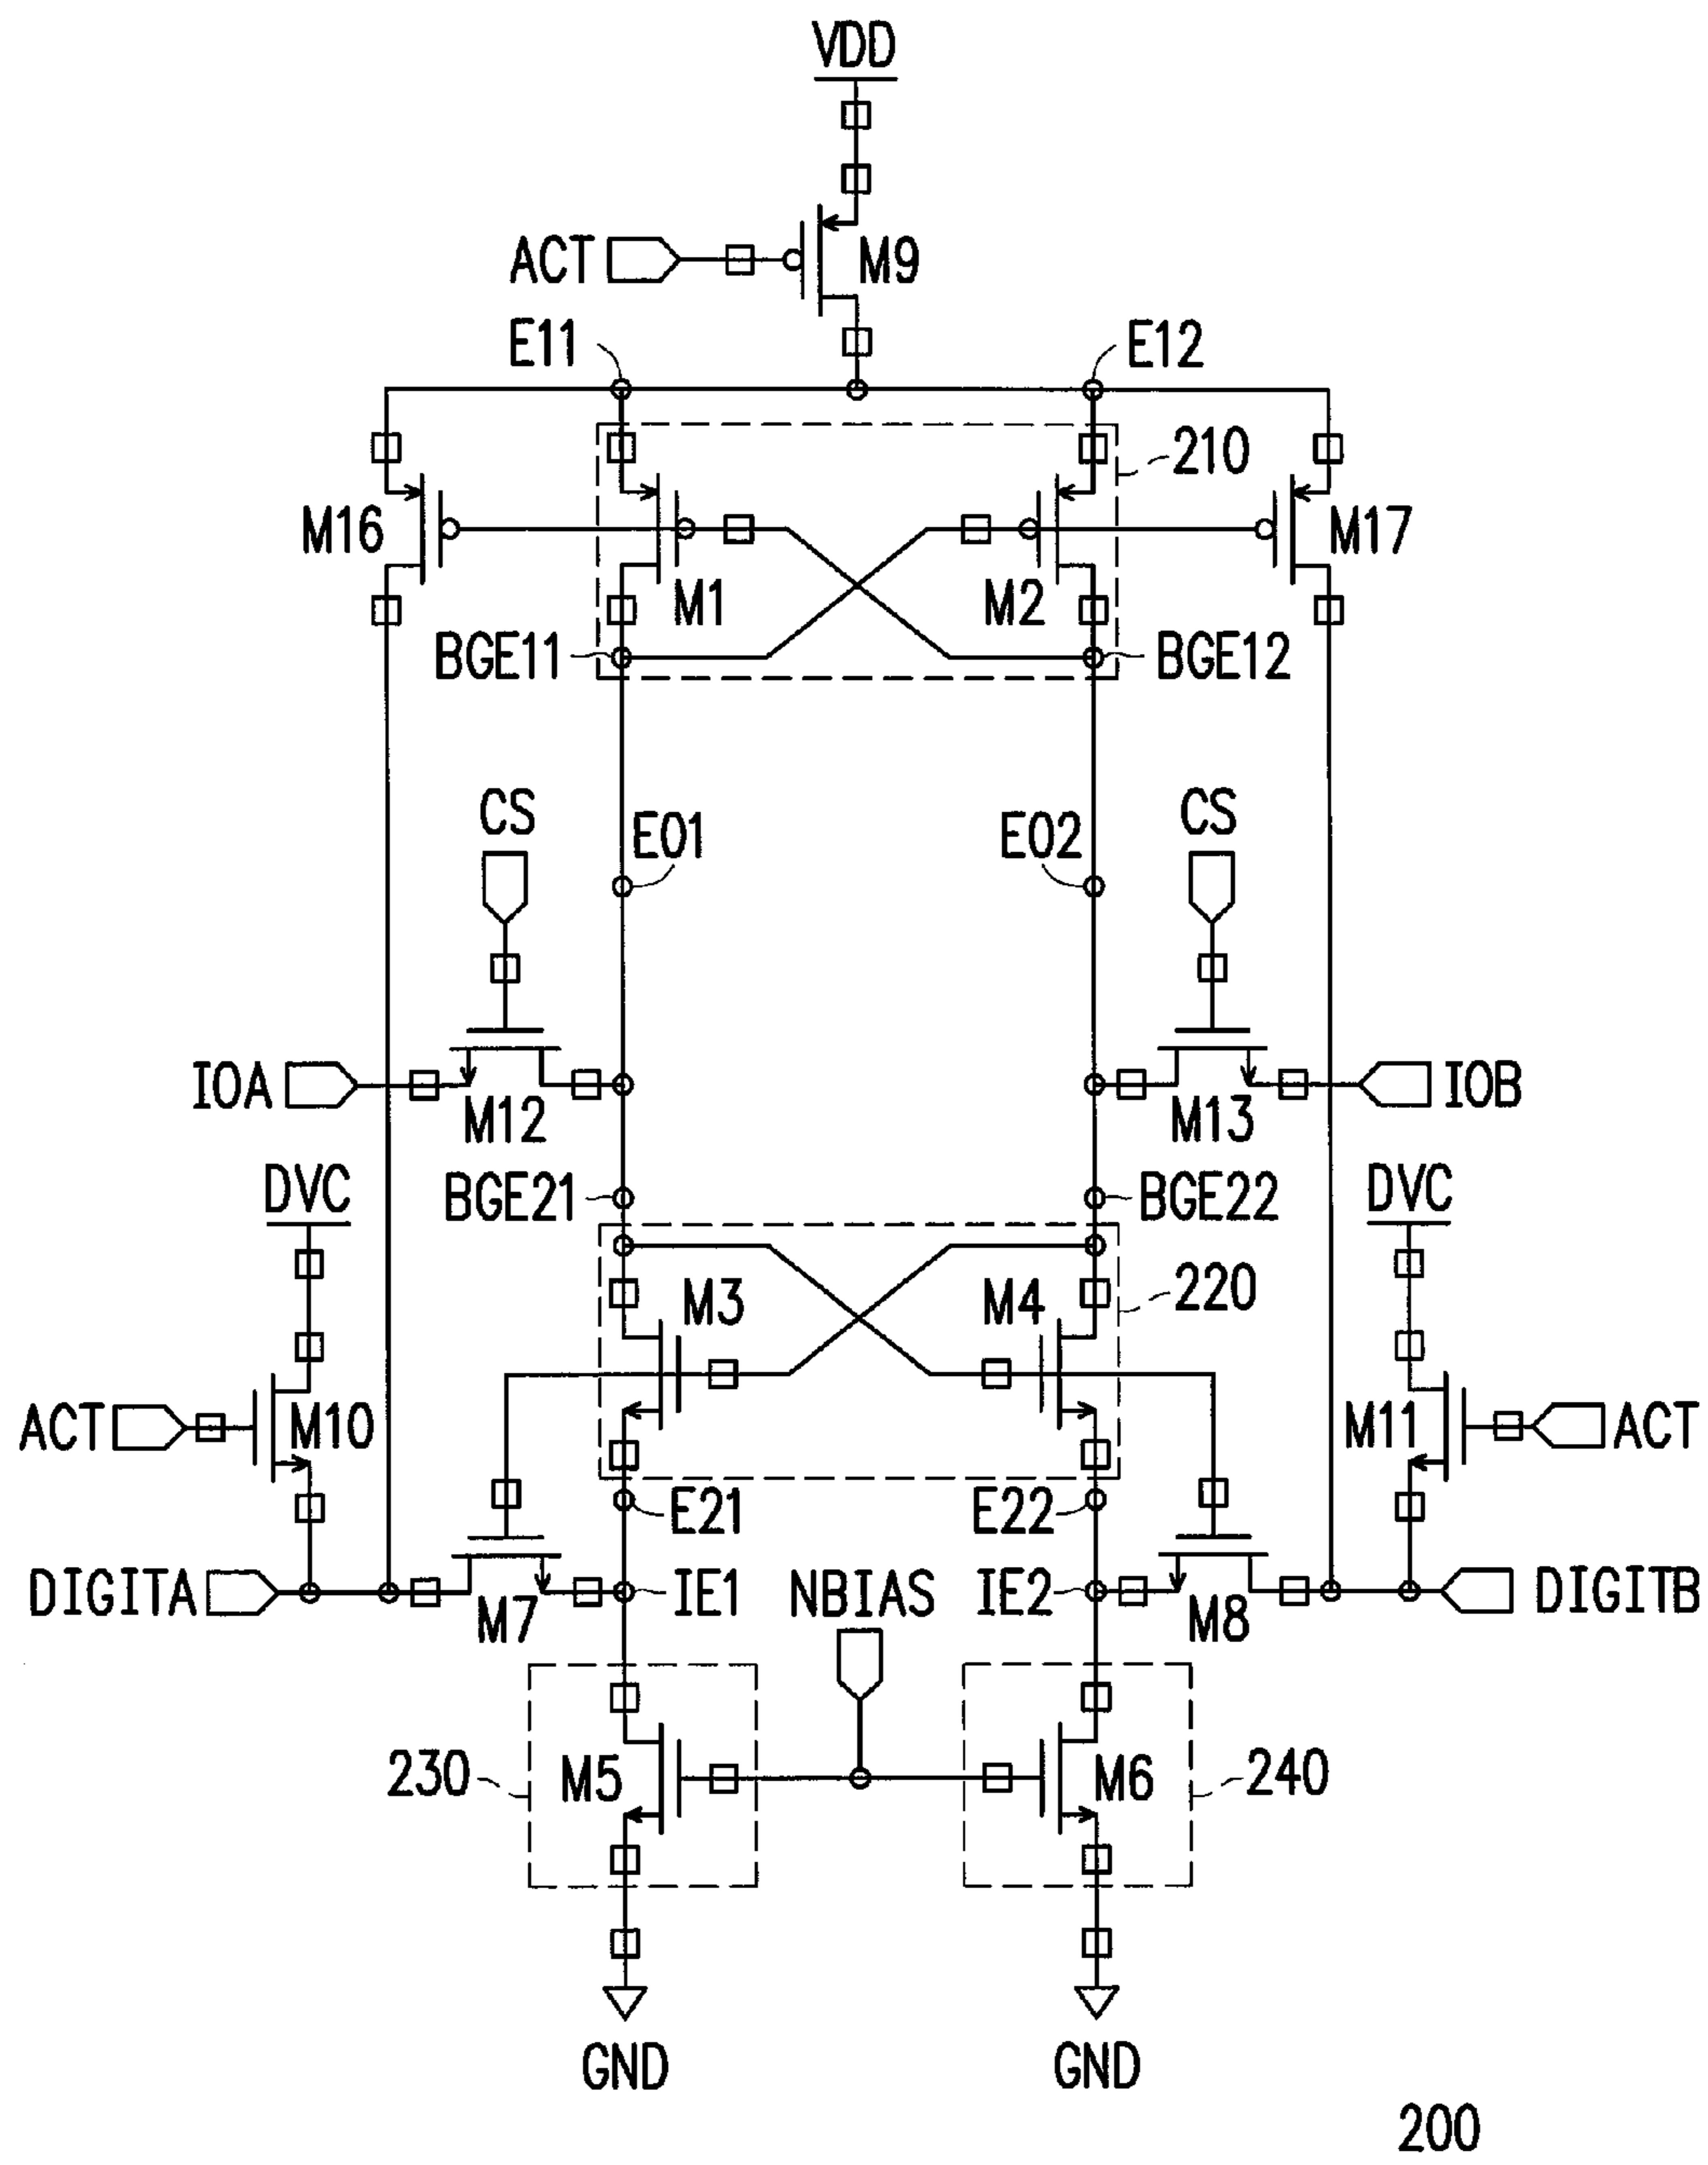 VDD
ACT
M9
E11
E12
210
M16
M17
M1
M2
BGE11
BGE12
CS
CS
EO1
EO2
IOA
M12
M13
IOB
DVC
DVC
BGE21
BGE22
M3
M4
220
ACT
M10
M11
ACT
E21
E22
DIGITA
M7
IE1
NBIAS
IE2
M8
DIGITB
230
M5
M6
240
GND
GND
200